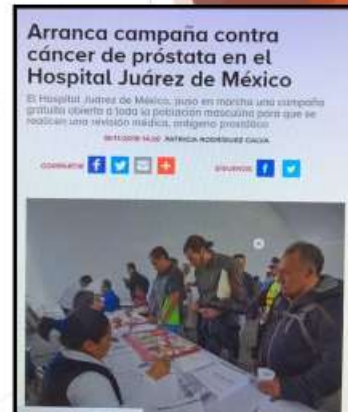 Arranca campaña contra
cáncer de próstata en el
Hospital Juárez de México
El Hospital Juárez de México, puso en marcha una campaña
gratuita abierta a toda la población masculina para que se
realicen una revisión médica, antígeno prostático
PATRICIA RODRÍGUEZ CALVA
COMPARTIR
SÍGUENOS